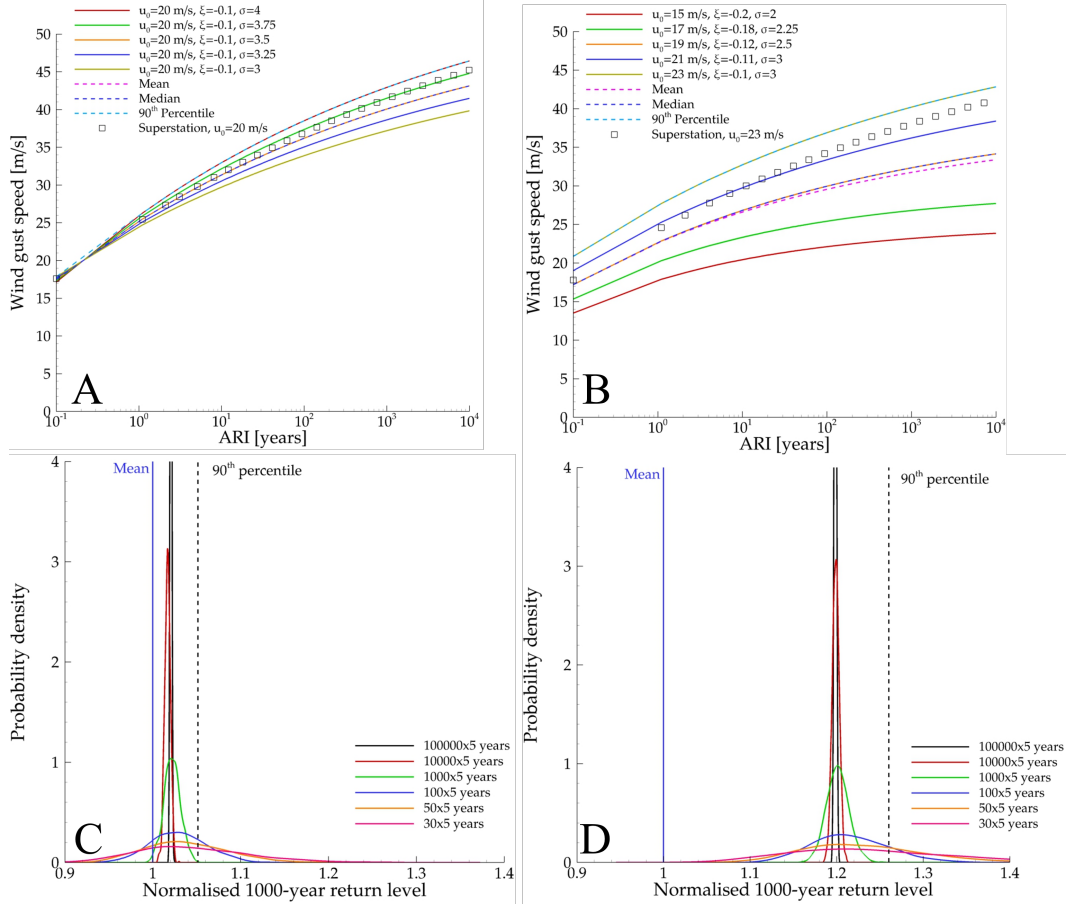 u₀=20 m/s, ξ=-0.1, σ=4
u₀=20 m/s, ξ=-0.1, σ=3.75
u₀=20 m/s, ξ=-0.1, σ=3.5
u₀=20 m/s, ξ=-0.1, σ=3.25
u₀=20 m/s, ξ=-0.1, σ=3
Mean
Median
90th Percentile
Superstation, u₀=20 m/s
50
45
40
35
30
25
20
15
10
5
0
Wind gust speed [m/s]
10⁻¹ 10⁰ 10¹ 10² 10³ 10⁴
ARI [years]
A
u₀=15 m/s, ξ=-0.2, σ=2
u₀=17 m/s, ξ=-0.18, σ=2.25
u₀=19 m/s, ξ=-0.12, σ=2.5
u₀=21 m/s, ξ=-0.11, σ=3
u₀=23 m/s, ξ=-0.1, σ=3
Mean
Median
90th Percentile
Superstation, u₀=23 m/s
50
45
40
35
30
25
20
15
10
5
0
Wind gust speed [m/s]
10⁻¹ 10⁰ 10¹ 10² 10³ 10⁴
ARI [years]
B
Mean
90th percentile
4
3
2
1
0
Probability density
100000x5 years
10000x5 years
1000x5 years
100x5 years
50x5 years
30x5 years
C
0.9 1 1.1 1.2 1.3 1.4
Normalised 1000-year return level
Mean
90th percentile
4
3
2
1
0
Probability density
100000x5 years
10000x5 years
1000x5 years
100x5 years
50x5 years
30x5 years
D
0.9 1 1.1 1.2 1.3 1.4
Normalised 1000-year return level